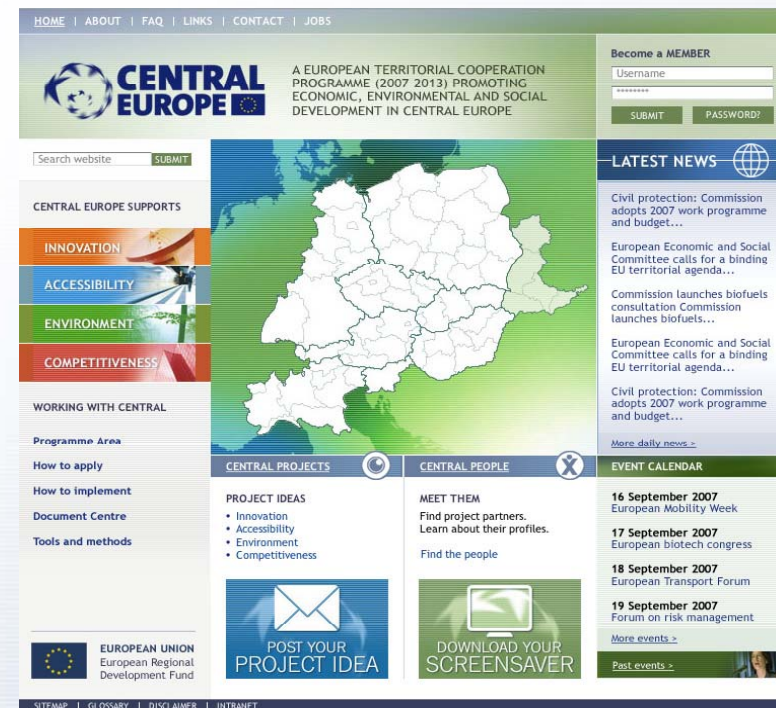 HOME | ABOUT | FAQ | LINKS | CONTACT | JOBS
CENTRAL
EUROPE
A EUROPEAN TERRITORIAL COOPERATION
PROGRAMME (2007 2013) PROMOTING
ECONOMIC, ENVIRONMENTAL AND SOCIAL
DEVELOPMENT IN CENTRAL EUROPE
Become a MEMBER
Username
********
SUBMIT PASSWORD?
Search website SUBMIT
CENTRAL EUROPE SUPPORTS
INNOVATION
ACCESSIBILITY
ENVIRONMENT
COMPETITIVENESS
WORKING WITH CENTRAL
Programme Area
How to apply
How to implement
Document Centre
Tools and methods
EUROPEAN UNION
European Regional
Development Fund
CENTRAL PROJECTS
PROJECT IDEAS
• Innovation
• Accessibility
• Environment
• Competitiveness
POST YOUR
PROJECT IDEA
CENTRAL PEOPLE
MEET THEM
Find project partners.
Learn about their profiles.
Find the people
DOWNLOAD YOUR
SCREENSAVER
LATEST NEWS
Civil protection: Commission
adopts 2007 work programme
and budget...
European Economic and Social
Committee calls for a binding
EU territorial agenda...
Commission launches biofuels
consultation Commission
launches biofuels...
European Economic and Social
Committee calls for a binding
EU territorial agenda...
Civil protection: Commission
adopts 2007 work programme
and budget...
More daily news >
EVENT CALENDAR
16 September 2007
European Mobility Week
17 September 2007
European biotech congress
18 September 2007
European Transport Forum
19 September 2007
Forum on risk management
More events >
Past events >
SITEMAP | GLOSSARY | DISCLAIMER | INTRANET